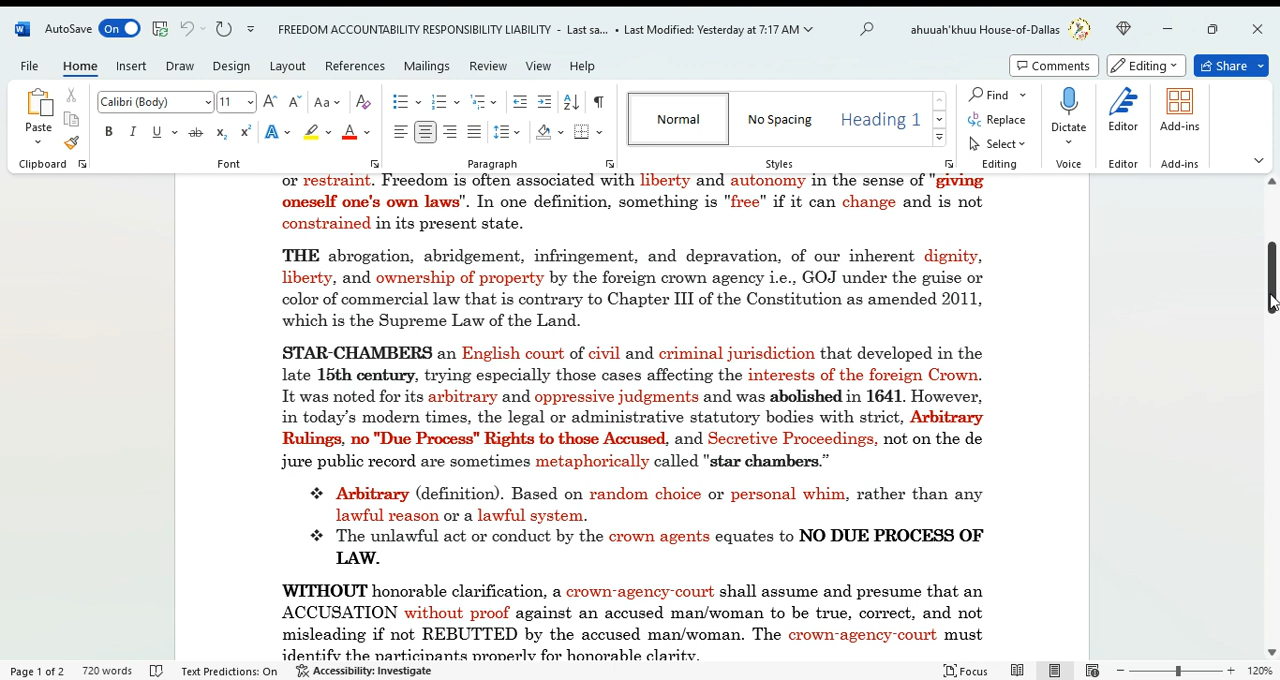 AutoSave On FREEDOM ACCOUNTABILITY RESPONSIBILITY LIABILITY - Last sa... • Last Modified: Yesterday at 7:17 AM ahuuah'khuu House-of-Dallas
File Home Insert Draw Design Layout References Mailings Review View Help Comments Editing Share
Paste Calibri (Body) 11 Normal No Spacing Heading 1 Find Replace Select Dictate Editor Add-ins
Clipboard Font Paragraph Styles Editing Voice Editor Add-ins
or restraint. Freedom is often associated with liberty and autonomy in the sense of "giving
oneself one's own laws". In one definition, something is "free" if it can change and is not
constrained in its present state.
THE abrogation, abridgement, infringement, and depravation, of our inherent dignity,
liberty, and ownership of property by the foreign crown agency i.e., GOJ under the guise or
color of commercial law that is contrary to Chapter III of the Constitution as amended 2011,
which is the Supreme Law of the Land.
STAR-CHAMBERS an English court of civil and criminal jurisdiction that developed in the
late 15th century, trying especially those cases affecting the interests of the foreign Crown.
It was noted for its arbitrary and oppressive judgments and was abolished in 1641. However,
in today's modern times, the legal or administrative statutory bodies with strict, Arbitrary
Rulings, no "Due Process" Rights to those Accused, and Secretive Proceedings, not on the de
jure public record are sometimes metaphorically called "star chambers."
❖ Arbitrary (definition). Based on random choice or personal whim, rather than any
lawful reason or a lawful system.
❖ The unlawful act or conduct by the crown agents equates to NO DUE PROCESS OF
LAW.
WITHOUT honorable clarification, a crown-agency-court shall assume and presume that an
ACCUSATION without proof against an accused man/woman to be true, correct, and not
misleading if not REBUTTED by the accused man/woman. The crown-agency-court must
identify the participants properly for honorable clarity.
Page 1 of 2 720 words Text Predictions: On Accessibility: Investigate Focus 120%